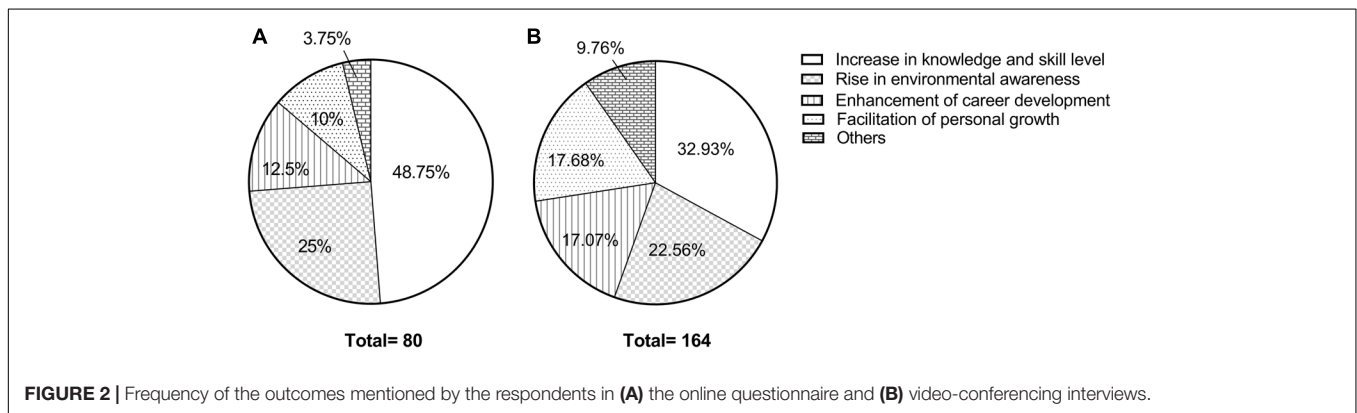 A
3.75%
10%
12.5%
48.75%
25%
Total= 80
B
9.76%
32.93%
17.68%
17.07%
22.56%
Total= 164
Increase in knowledge and skill level
Rise in environmental awareness
Enhancement of career development
Facilitation of personal growth
Others
FIGURE 2 | Frequency of the outcomes mentioned by the respondents in (A) the online questionnaire and (B) video-conferencing interviews.